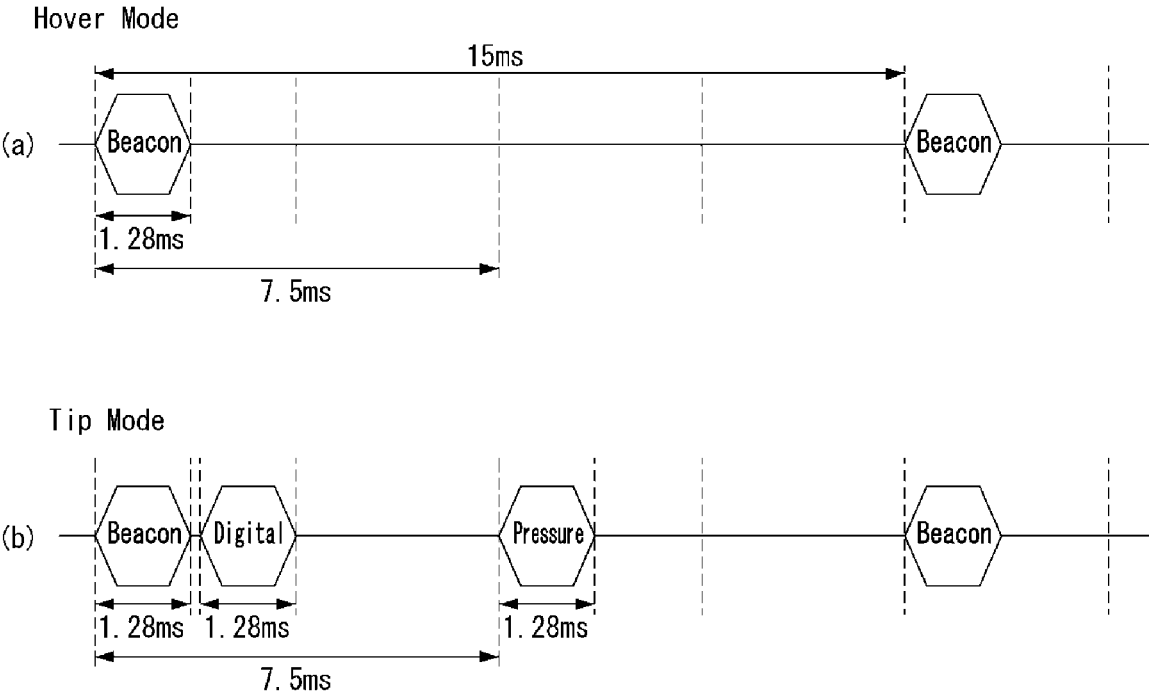 Hover Mode
15ms
(a)
Beacon
Beacon
1.28ms
7.5ms
Tip Mode
(b)
Beacon
Digital
Pressure
Beacon
1.28ms
1.28ms
1.28ms
7.5ms